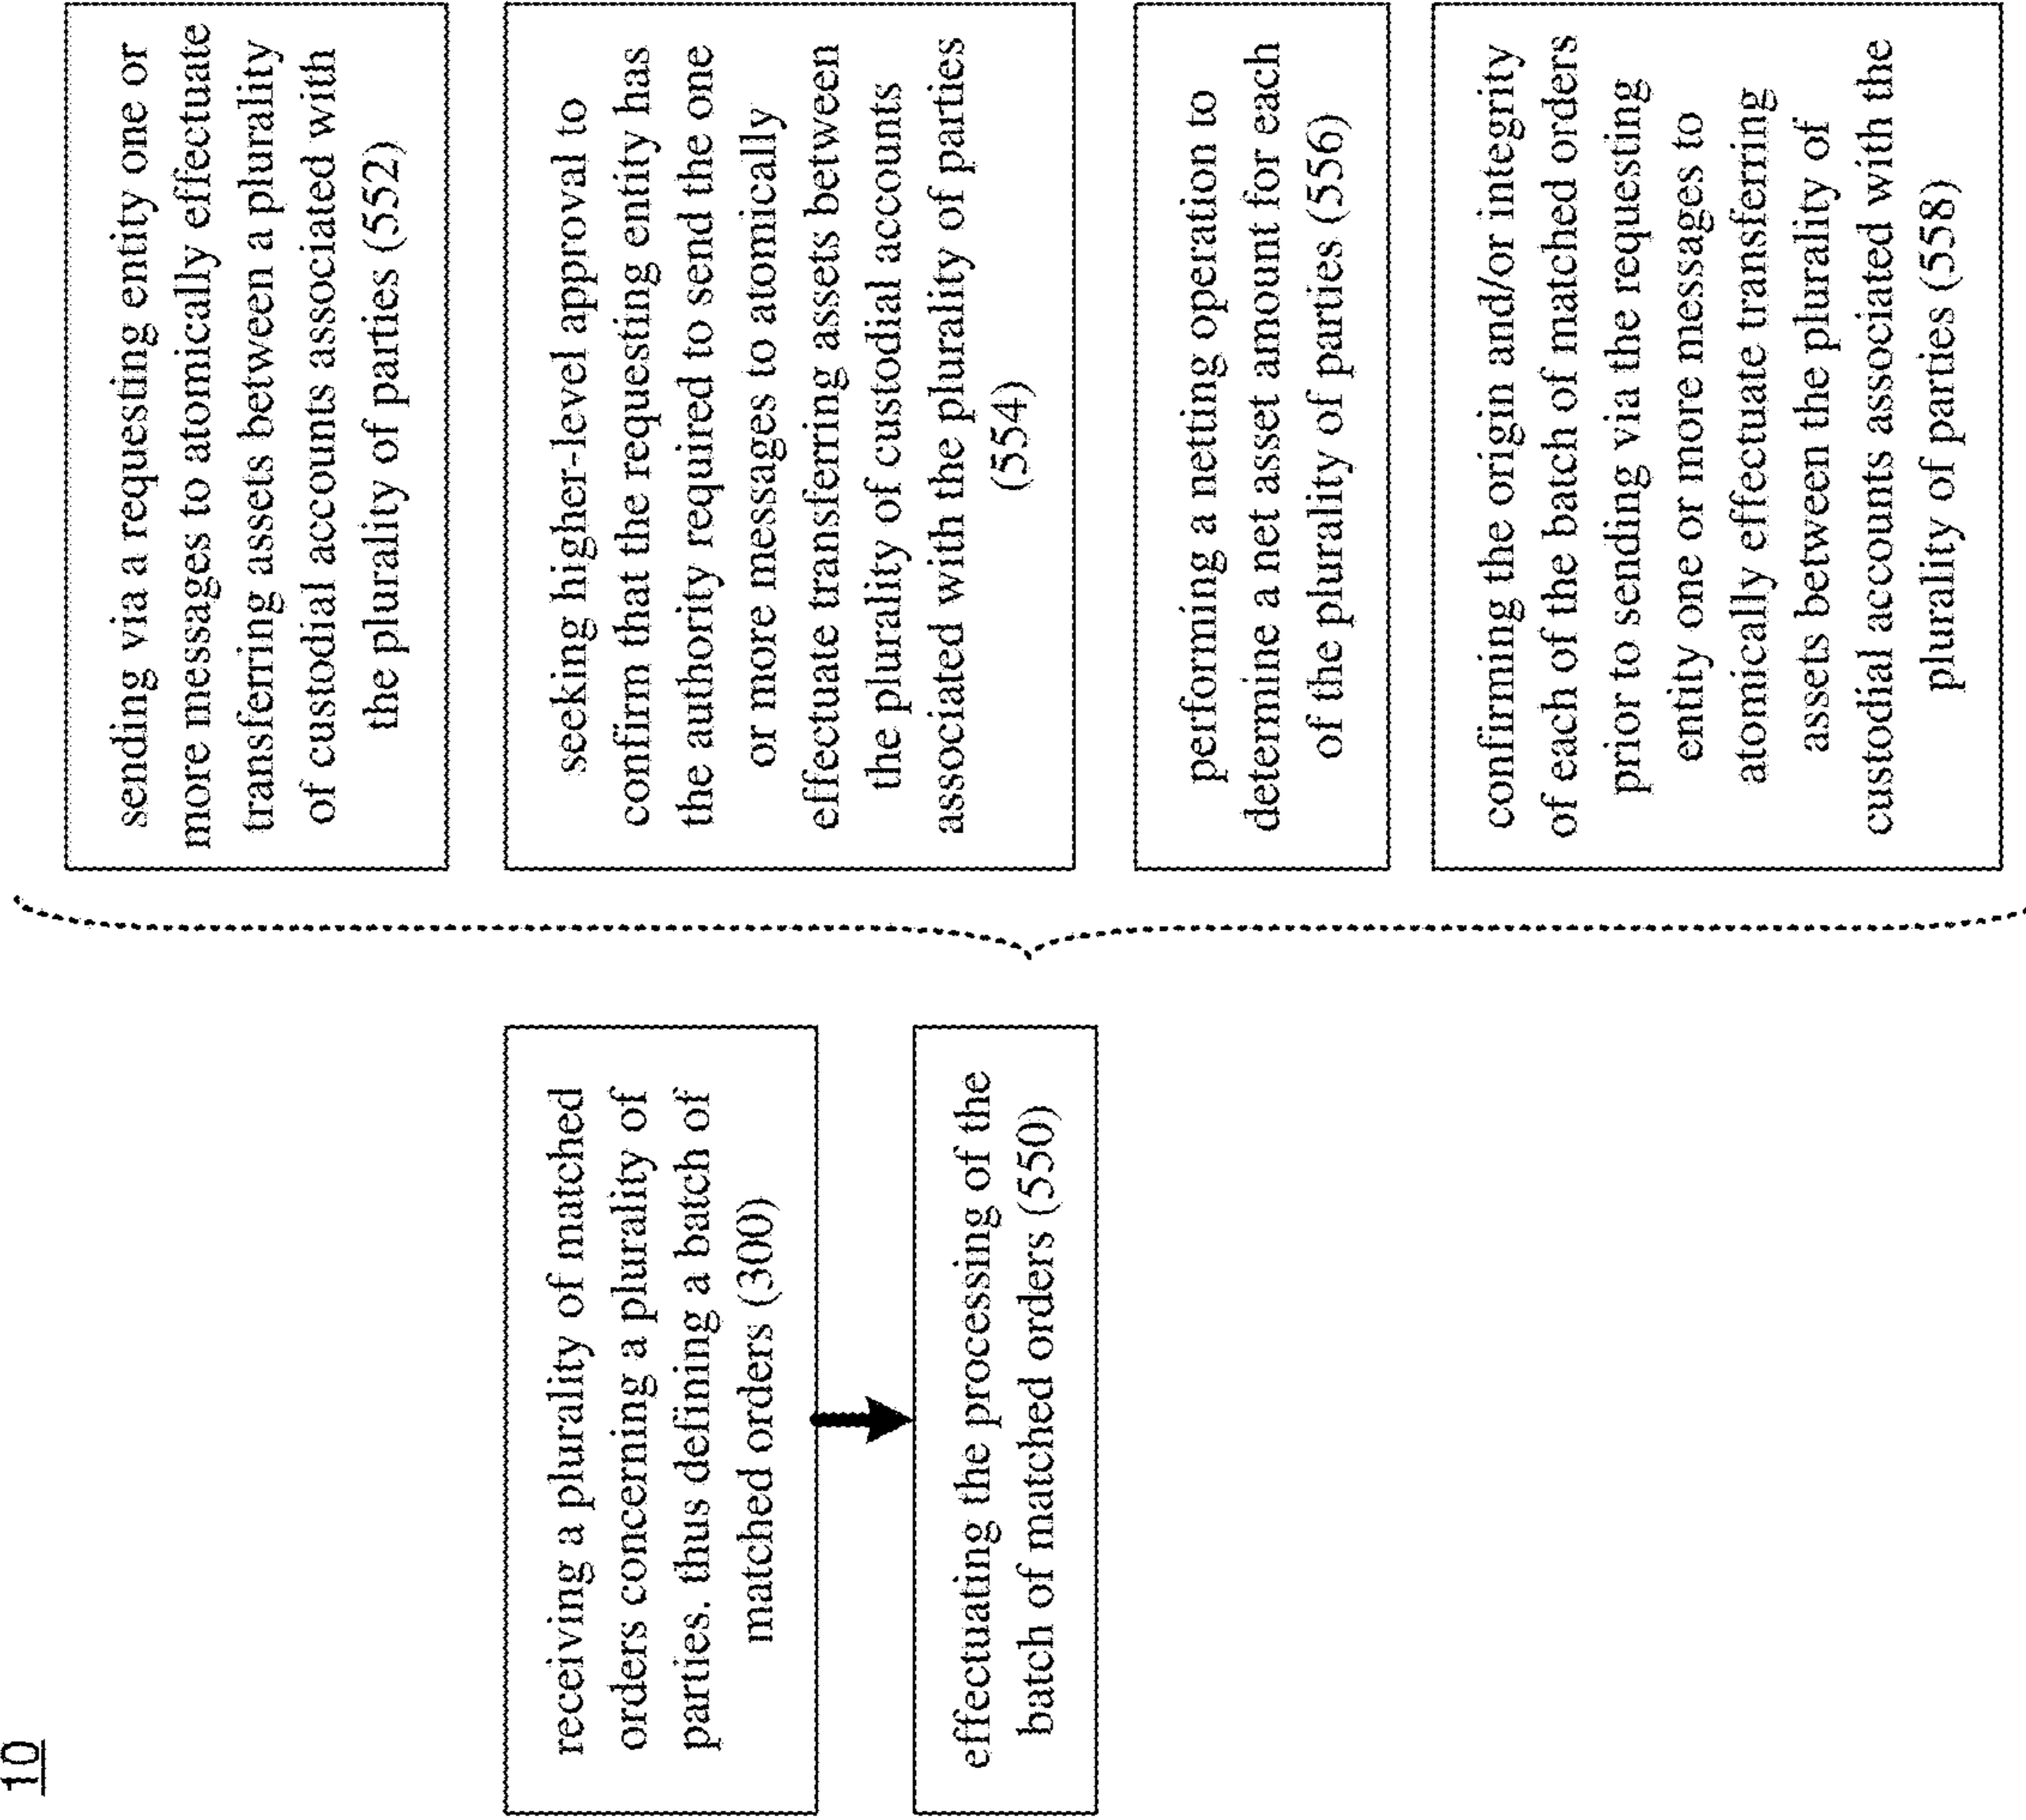 10
receiving a plurality of matched
orders concerning a plurality of
parties. thus defining a batch of
matched orders (300)
effectuating the processing of the
batch of matched orders (550)
sending via a requesting entity one or
more messages to atomically effectuate
transferring assets between a plurality
of custodial accounts associated with
the plurality of parties (552)
seeking higher-level approval to
confirm that the requesting entity has
the authority required to send the one
or more messages to atomically
effectuate transferring assets between
the plurality of custodial accounts
associated with the plurality of parties
(554)
performing a netting operation to
determine a net asset amount for each
of the plurality of parties (556)
confirming the origin and/or integrity
of each of the batch of matched orders
prior to sending via the requesting
entity one or more messages to
atomically effectuate transferring
assets between the plurality of
custodial accounts associated with the
plurality of parties (558)